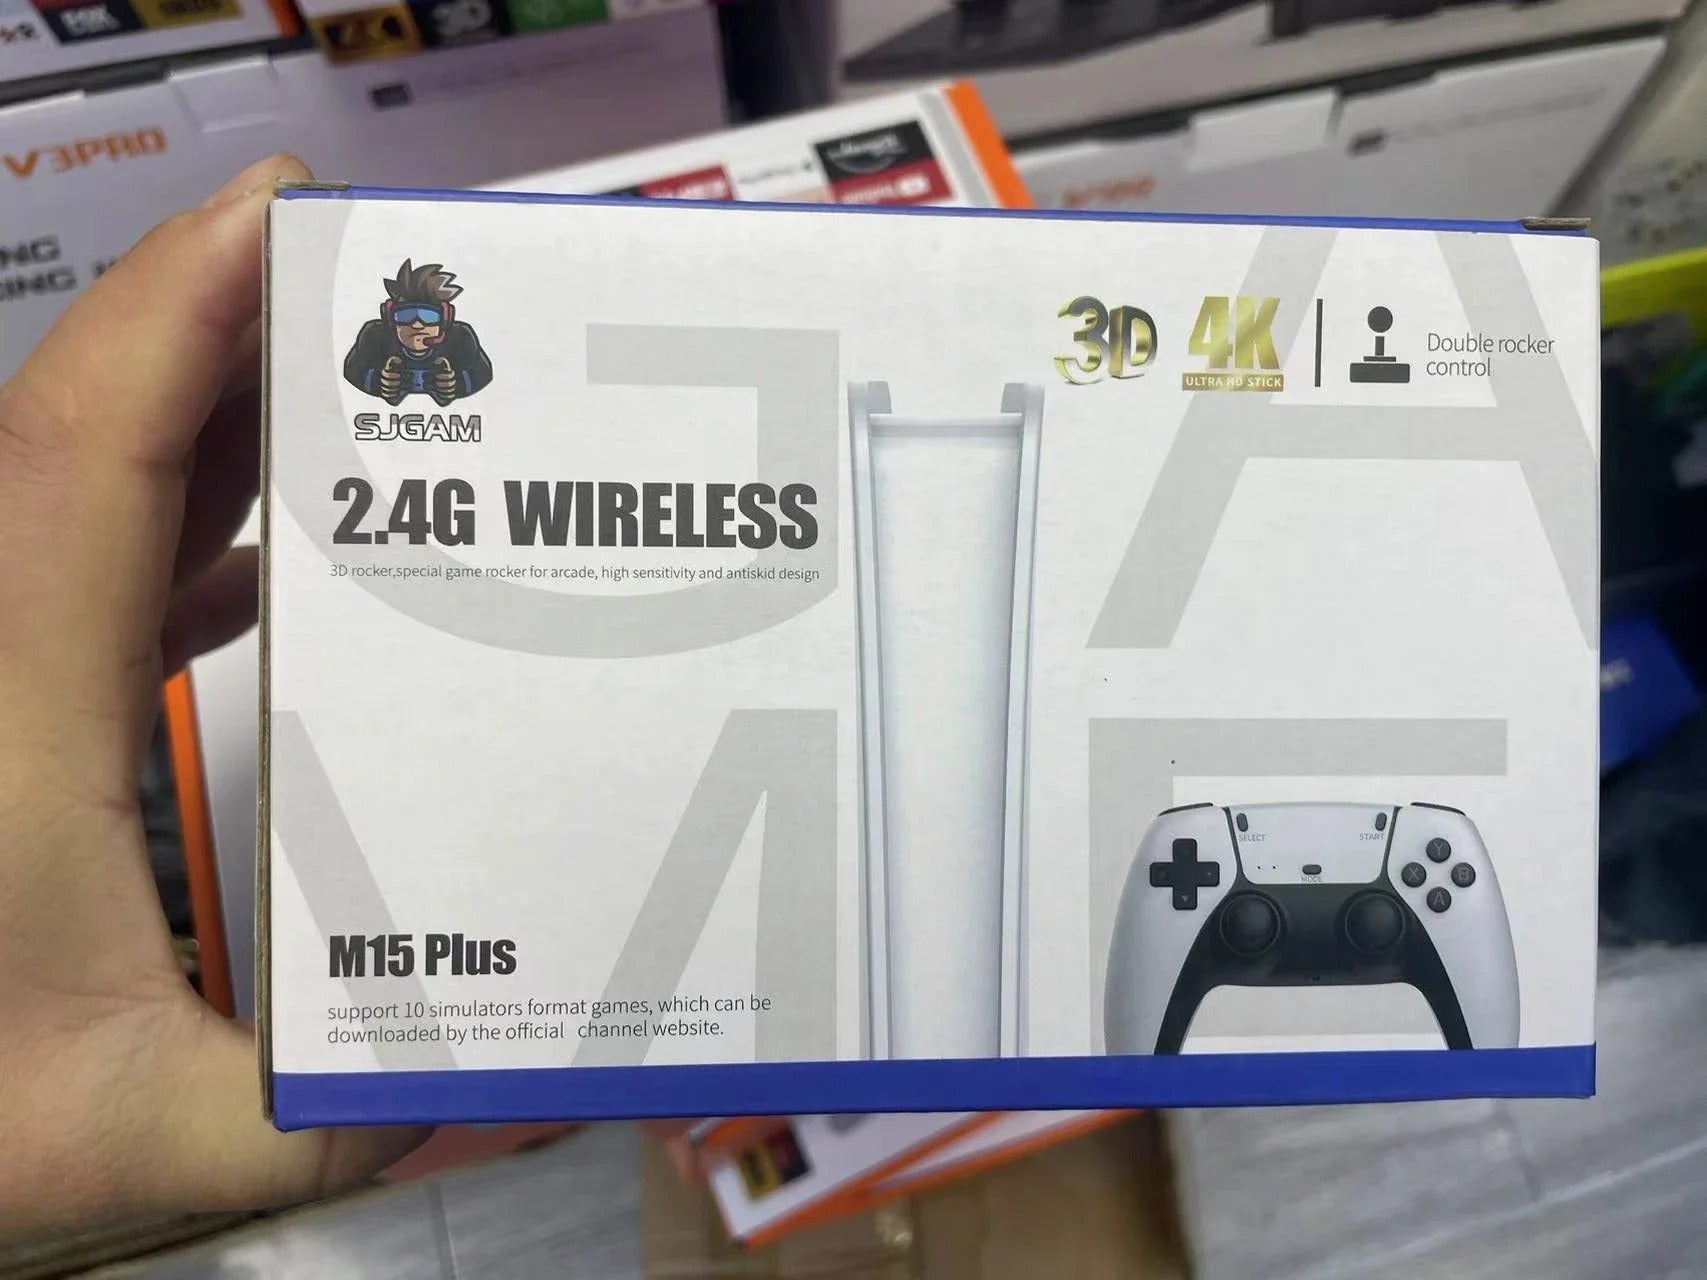 V3PRO
SJGAM
3D
4K
ULTRA HD STICK
Double rocker
control
2.4G WIRELESS
3D rocker,special game rocker for arcade, high sensitivity and antiskid design
SELECT
START
MODE
Y
X
B
A
M15 Plus
support 10 simulators format games, which can be
downloaded by the official channel website.